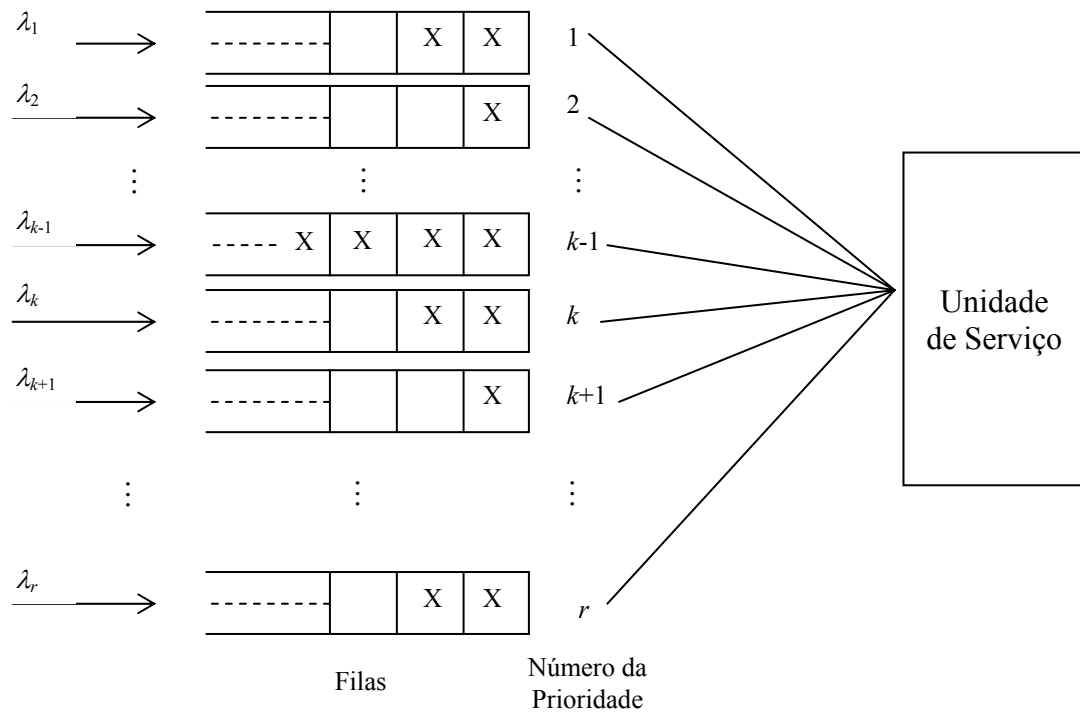 λ1 X X 1
λ2 X 2
⋮ ⋮ ⋮
λk-1 X X X X k-1
λk X X k
λk+1 X k+1
⋮ ⋮ ⋮
λr X X r
Unidade
de Serviço
Filas
Número da
Prioridade